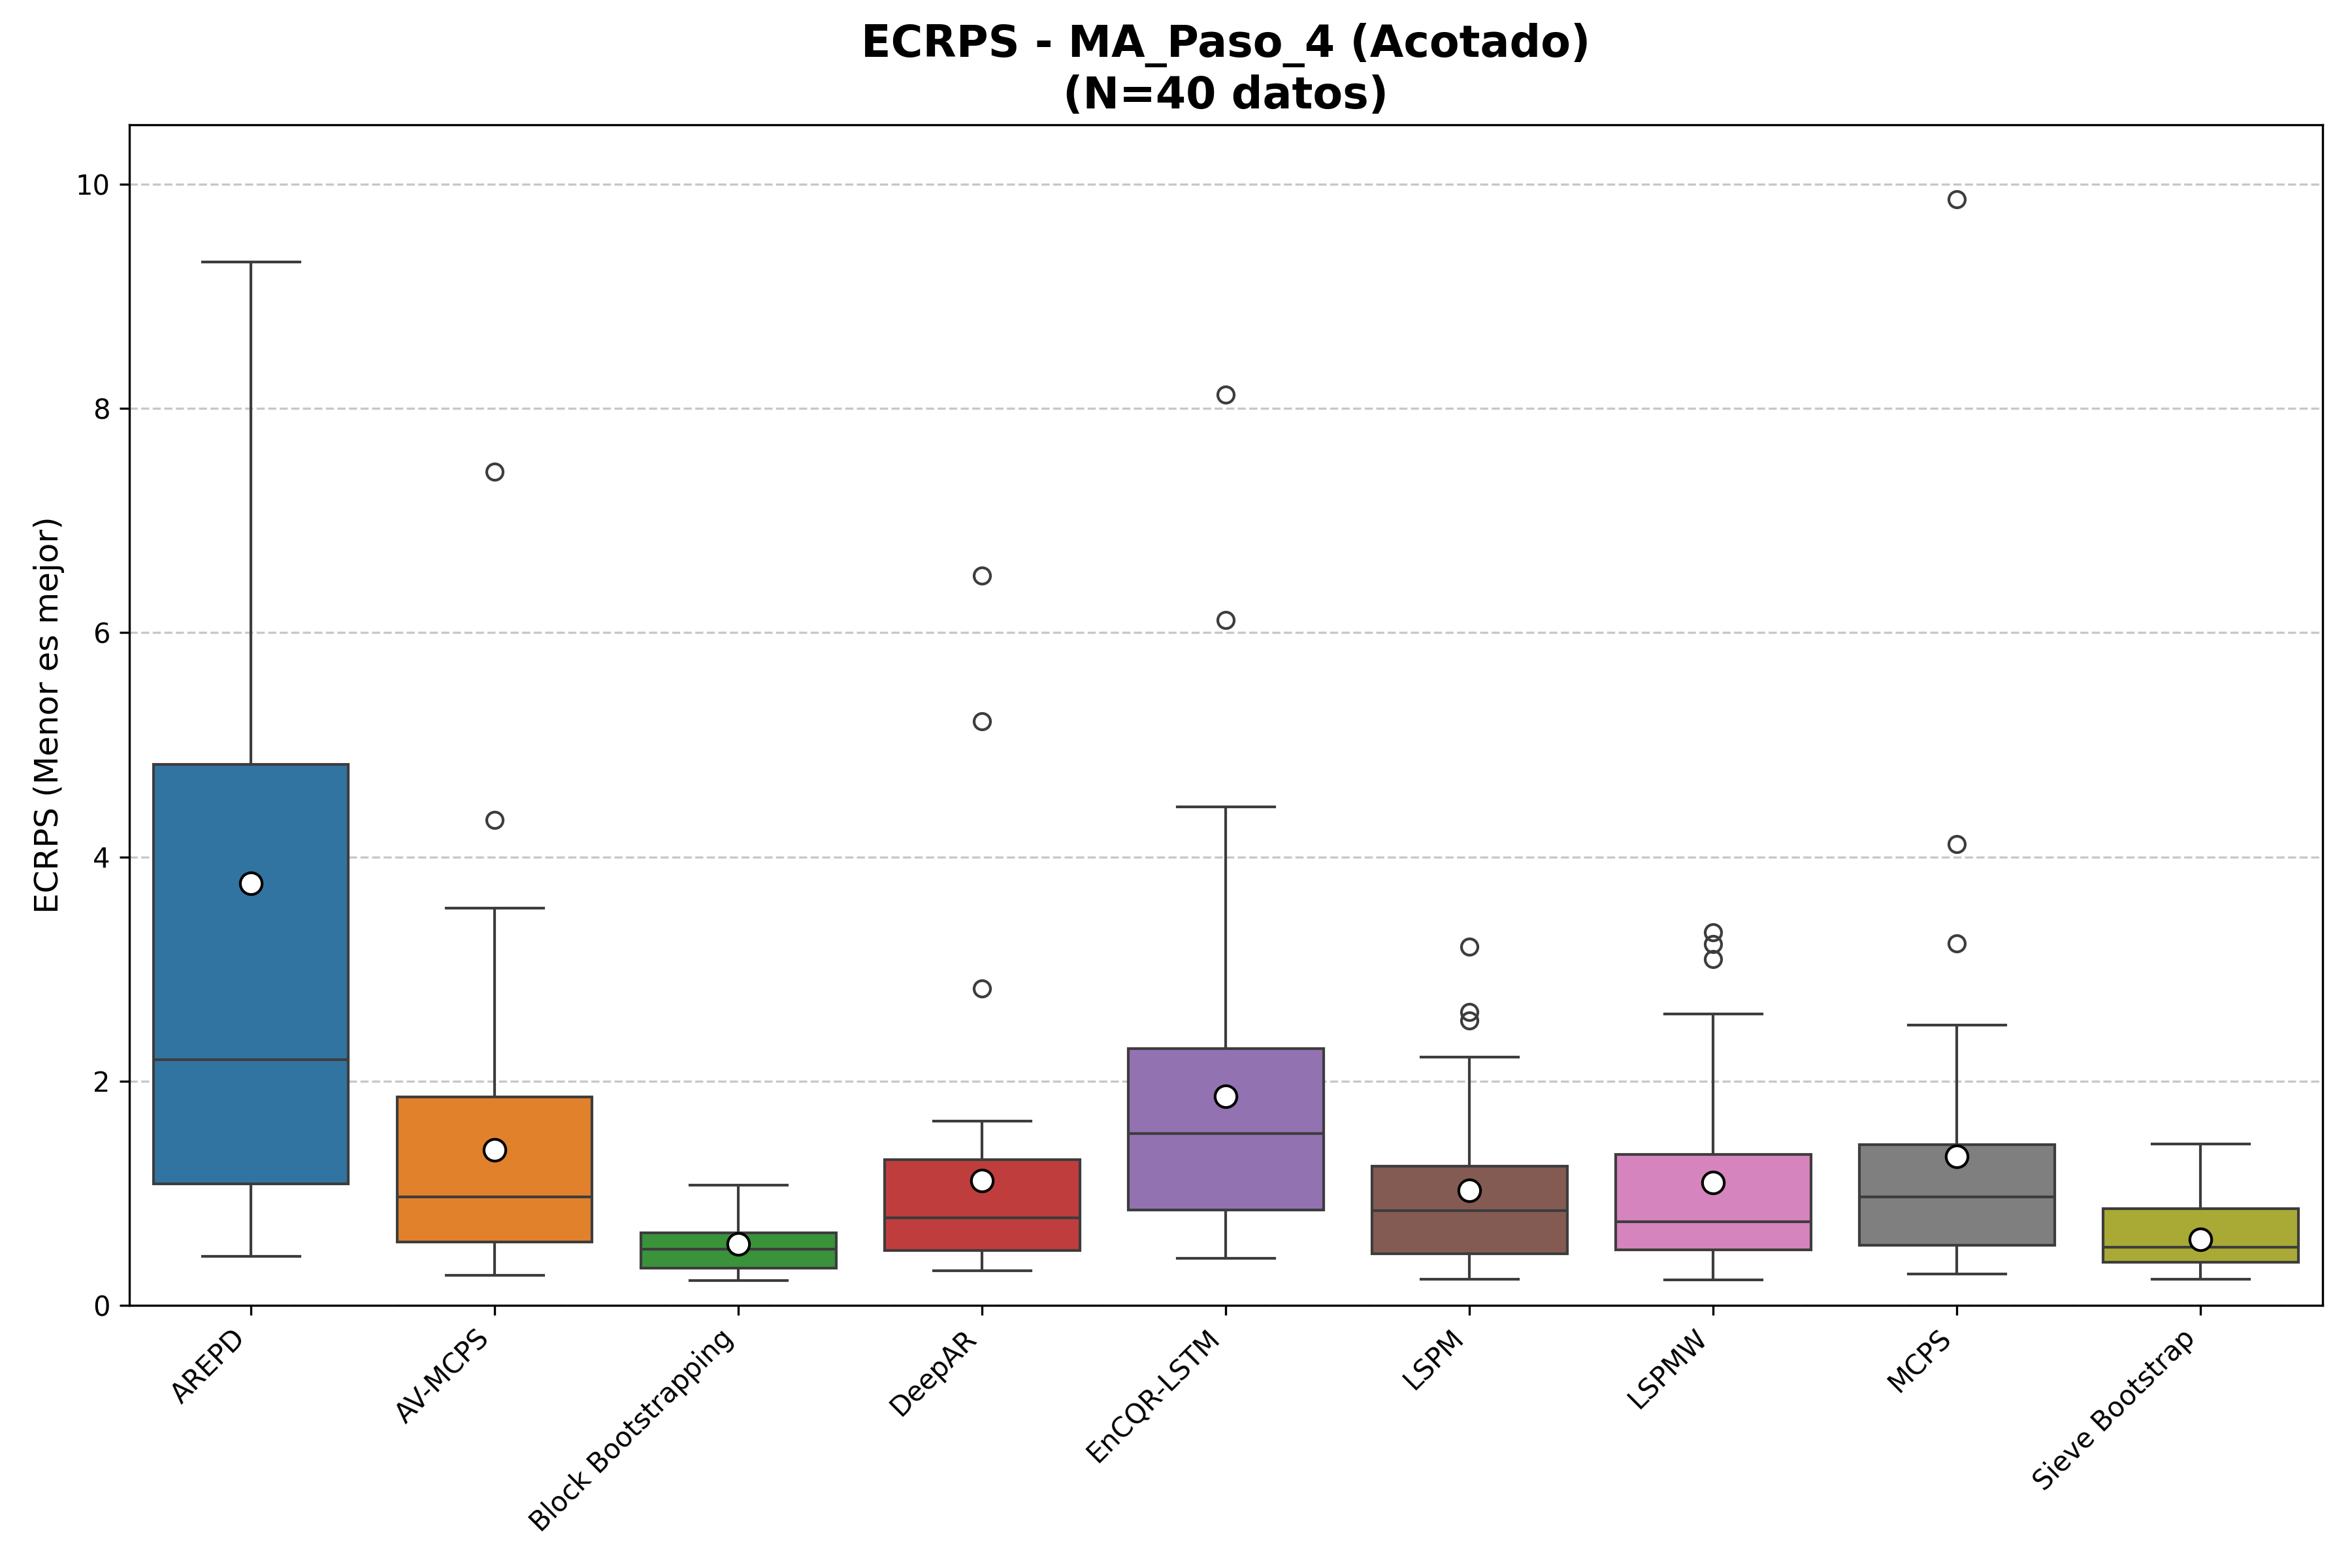 ECRPS - MA_Paso_4 (Acotado)
(N=40 datos)
ECRPS (Menor es mejor)
10
8
6
4
2
0
AREPD
AV-MCPS
Block Bootstrapping
DeepAR
EnCQR-LSTM
LSPM
LSPMW
MCPS
Sieve Bootstrap